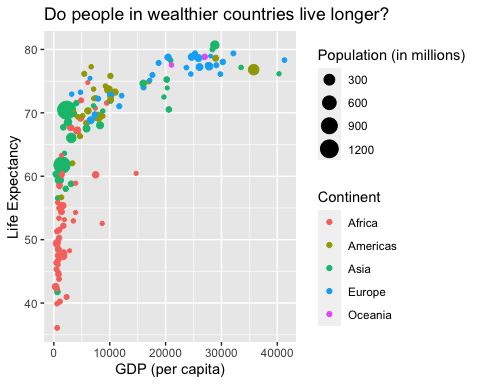 Do people in wealthier countries live longer?
Life Expectancy
80
70
60
50
40
0 10000 20000 30000 40000
GDP (per capita)
Population (in millions)
300
600
900
1200
Continent
Africa
Americas
Asia
Europe
Oceania